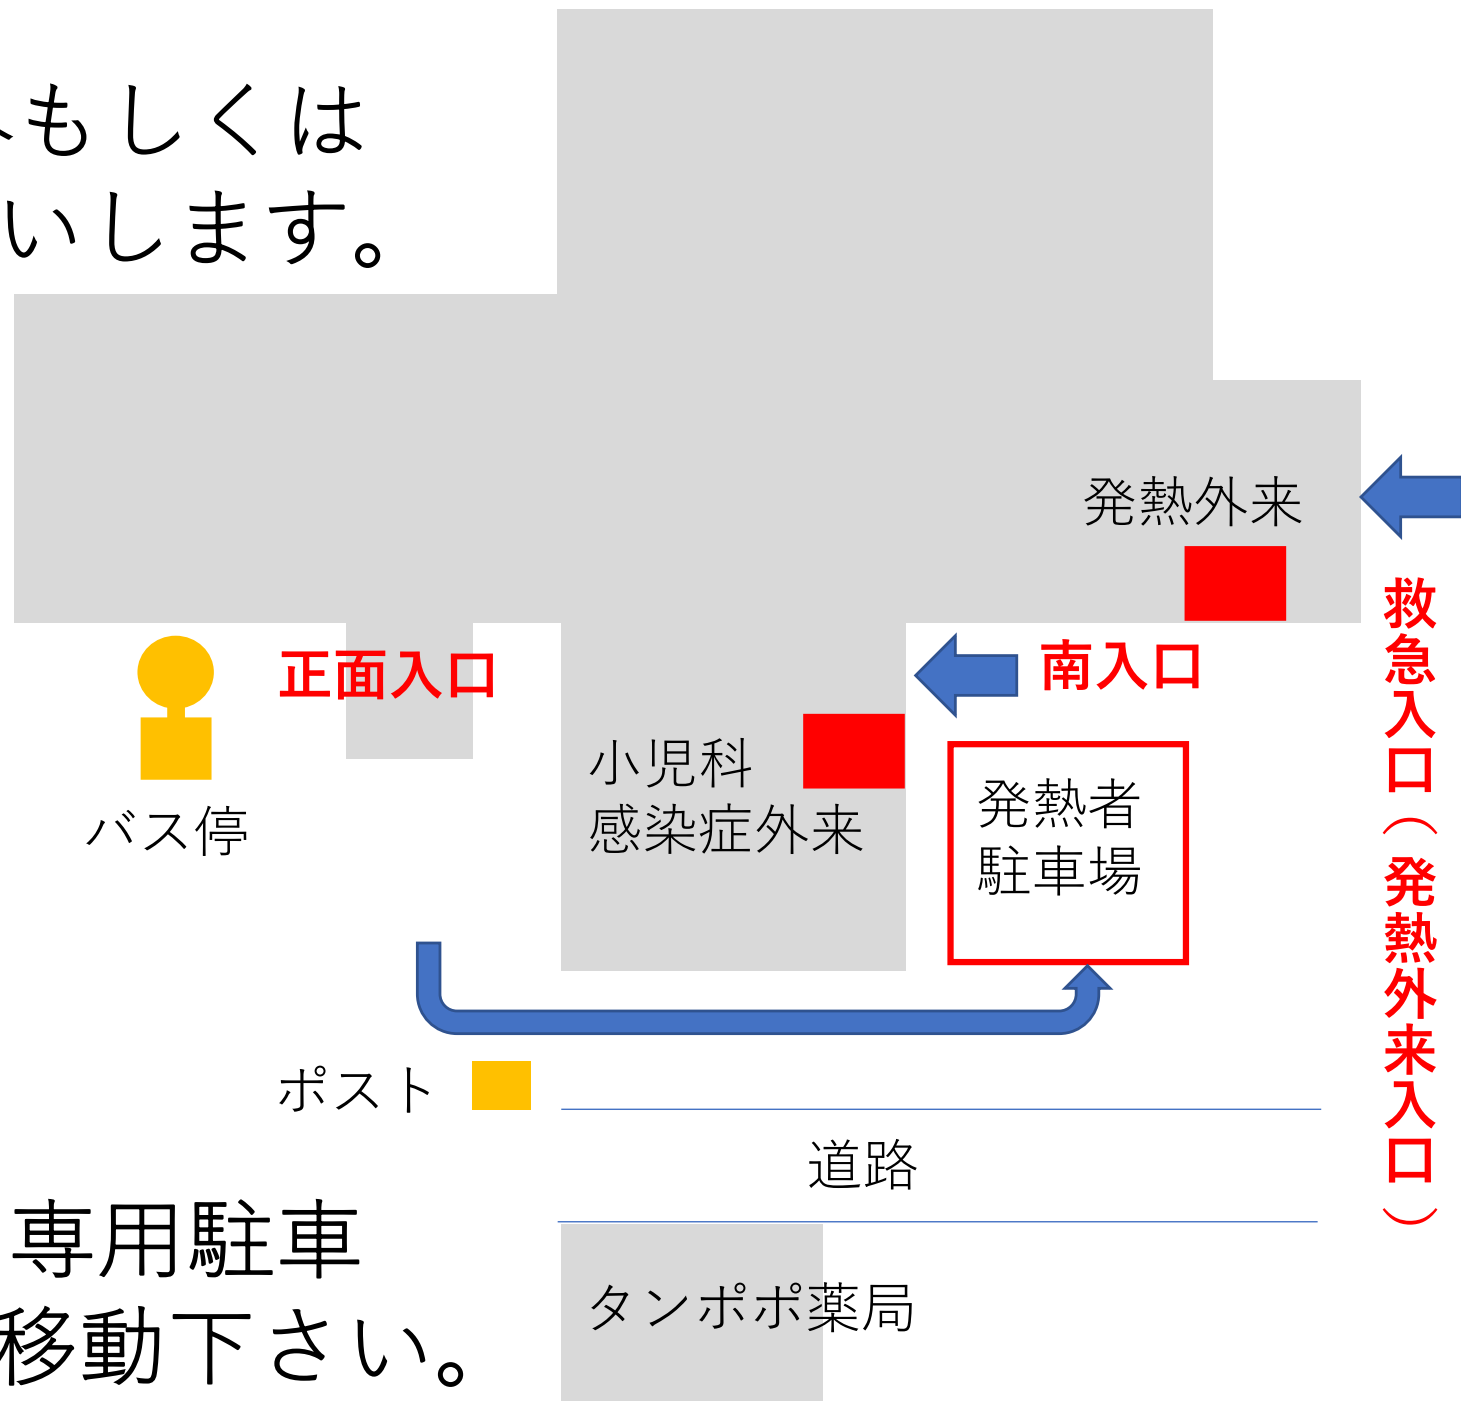 もしくは
いします。
発熱外来
正面入口
南入口
救急入口（発熱外来入口）
小児科
感染症外来
発熱者
駐車場
バス停
ポスト
道路
専用駐車
移動下さい。
タンポポ薬局